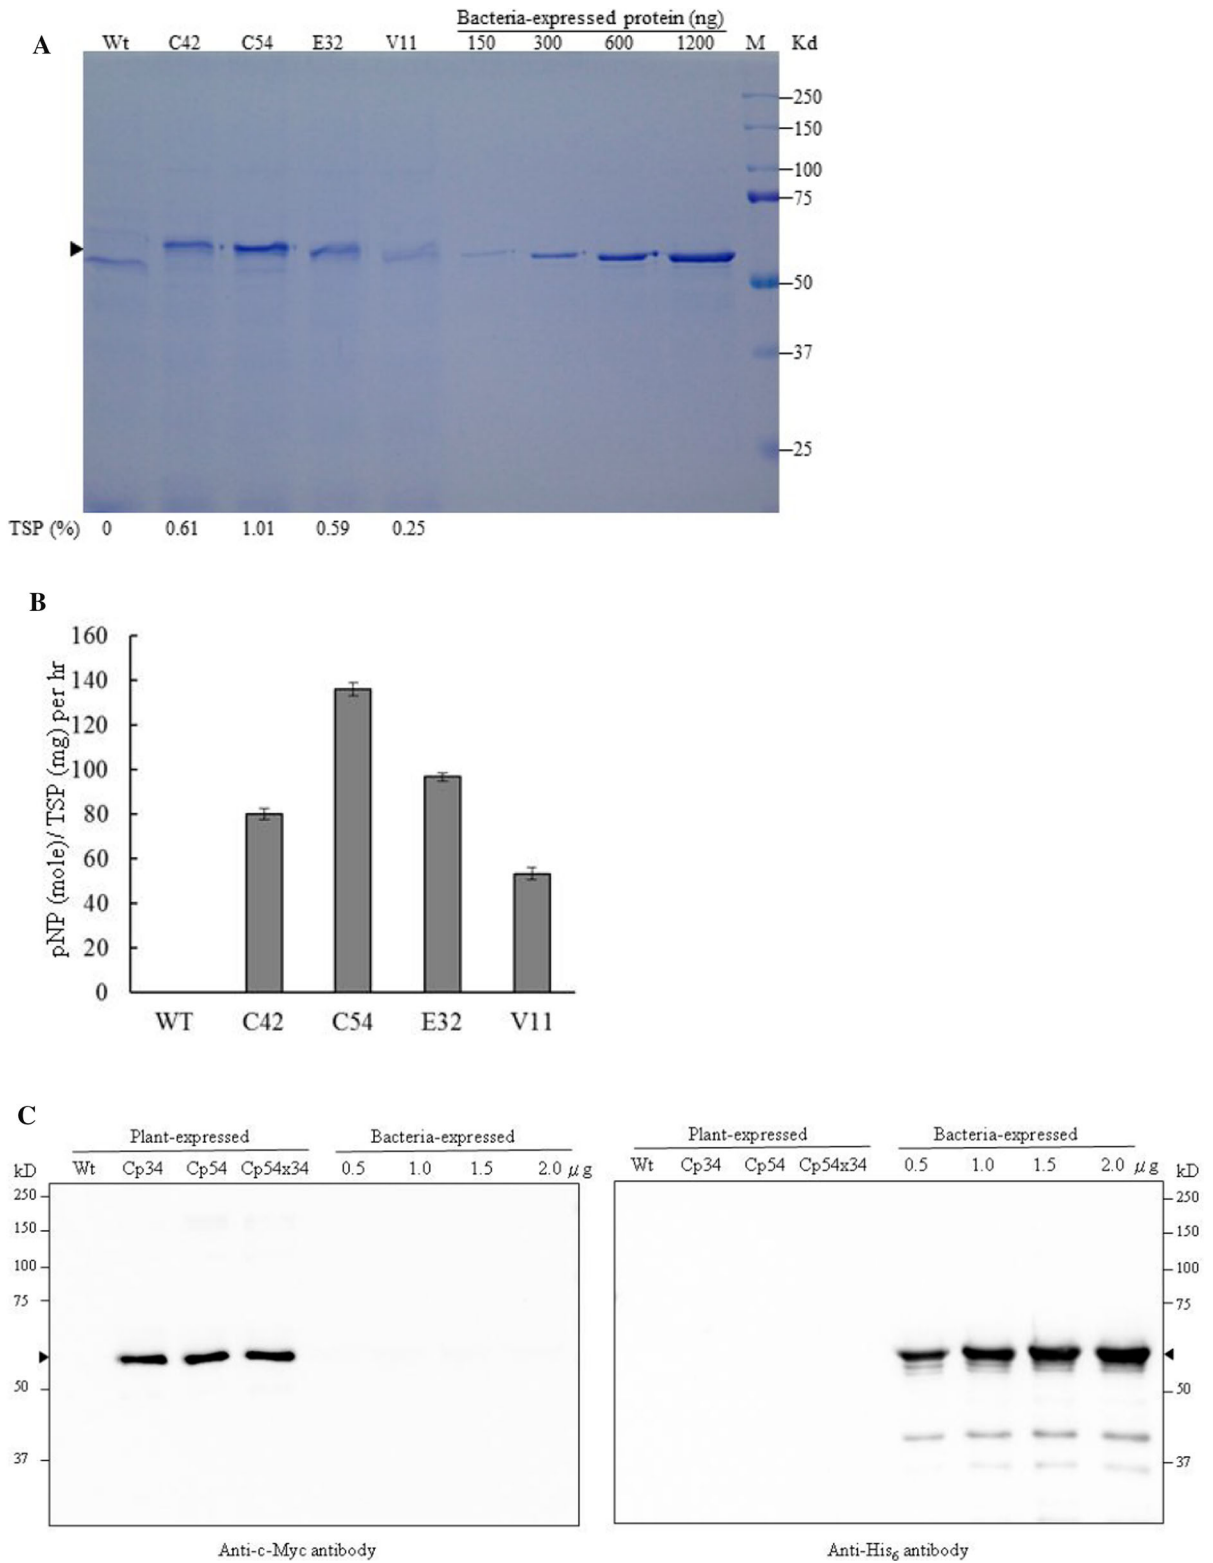 Bacteria-expressed protein (ng)
A Wt C42 C54 E32 V11 150 300 600 1200 M Kd
250
150
100
75
50
37
25
TSP (%) 0 0.61 1.01 0.59 0.25
B
pNP (mole)/ TSP (mg) per hr
160
140
120
100
80
60
40
20
0
WT C42 C54 E32 V11
C
Plant-expressed Bacteria-expressed
kD Wt Cp34 Cp54 Cp54x34 0.5 1.0 1.5 2.0 μg
250
150
100
75
50
37
Anti-c-Myc antibody
Plant-expressed Bacteria-expressed
Wt Cp34 Cp54 Cp54x34 0.5 1.0 1.5 2.0 μg kD
250
150
100
75
50
37
Anti-His₆ antibody